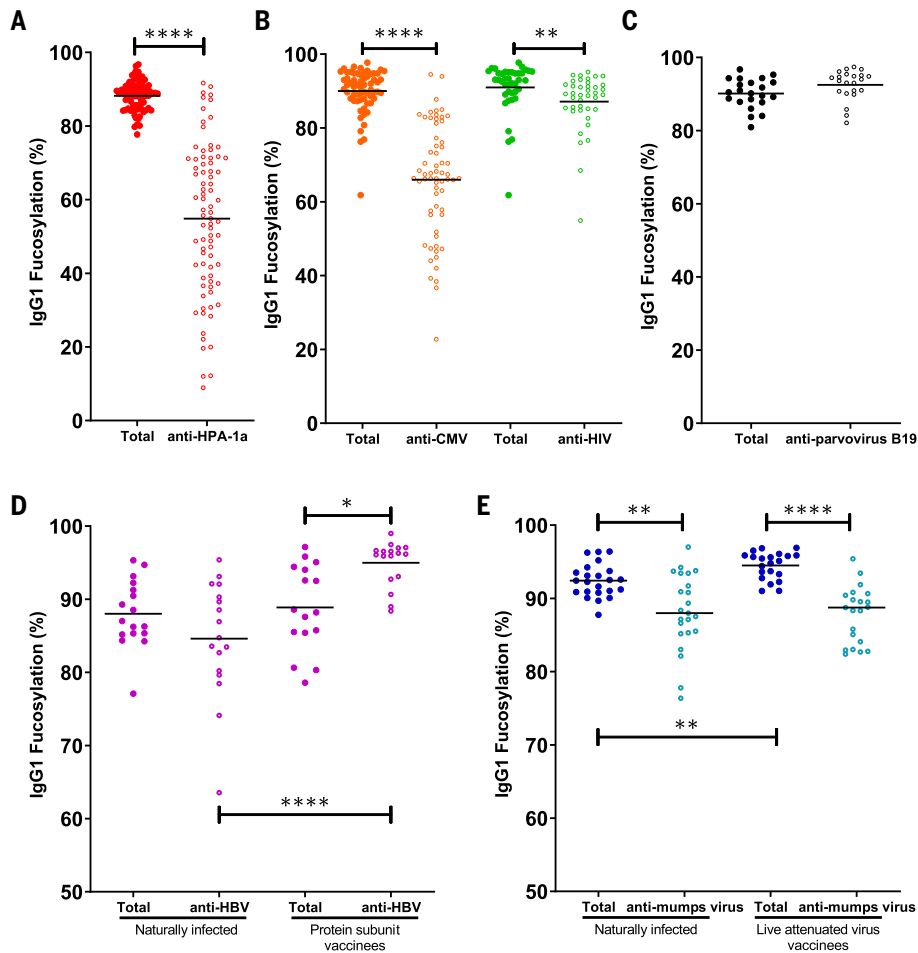 A
B
C
****
****
**
IgG1 Fucosylation (%)
100
80
60
40
20
0
Total
anti-HPA-1a
IgG1 Fucosylation (%)
100
80
60
40
20
0
Total
anti-CMV
Total
anti-HIV
IgG1 Fucosylation (%)
100
80
60
40
20
0
Total
anti-parvovirus B19
D
*
IgG1 Fucosylation (%)
100
90
80
70
60
50
****
Total
anti-HBV
Total
anti-HBV
Naturally infected
Protein subunit
vaccinees
E
**
****
IgG1 Fucosylation (%)
100
90
80
70
60
50
**
Total
anti-mumps virus
Total
anti-mumps virus
Naturally infected
Live attenuated virus
vaccinees